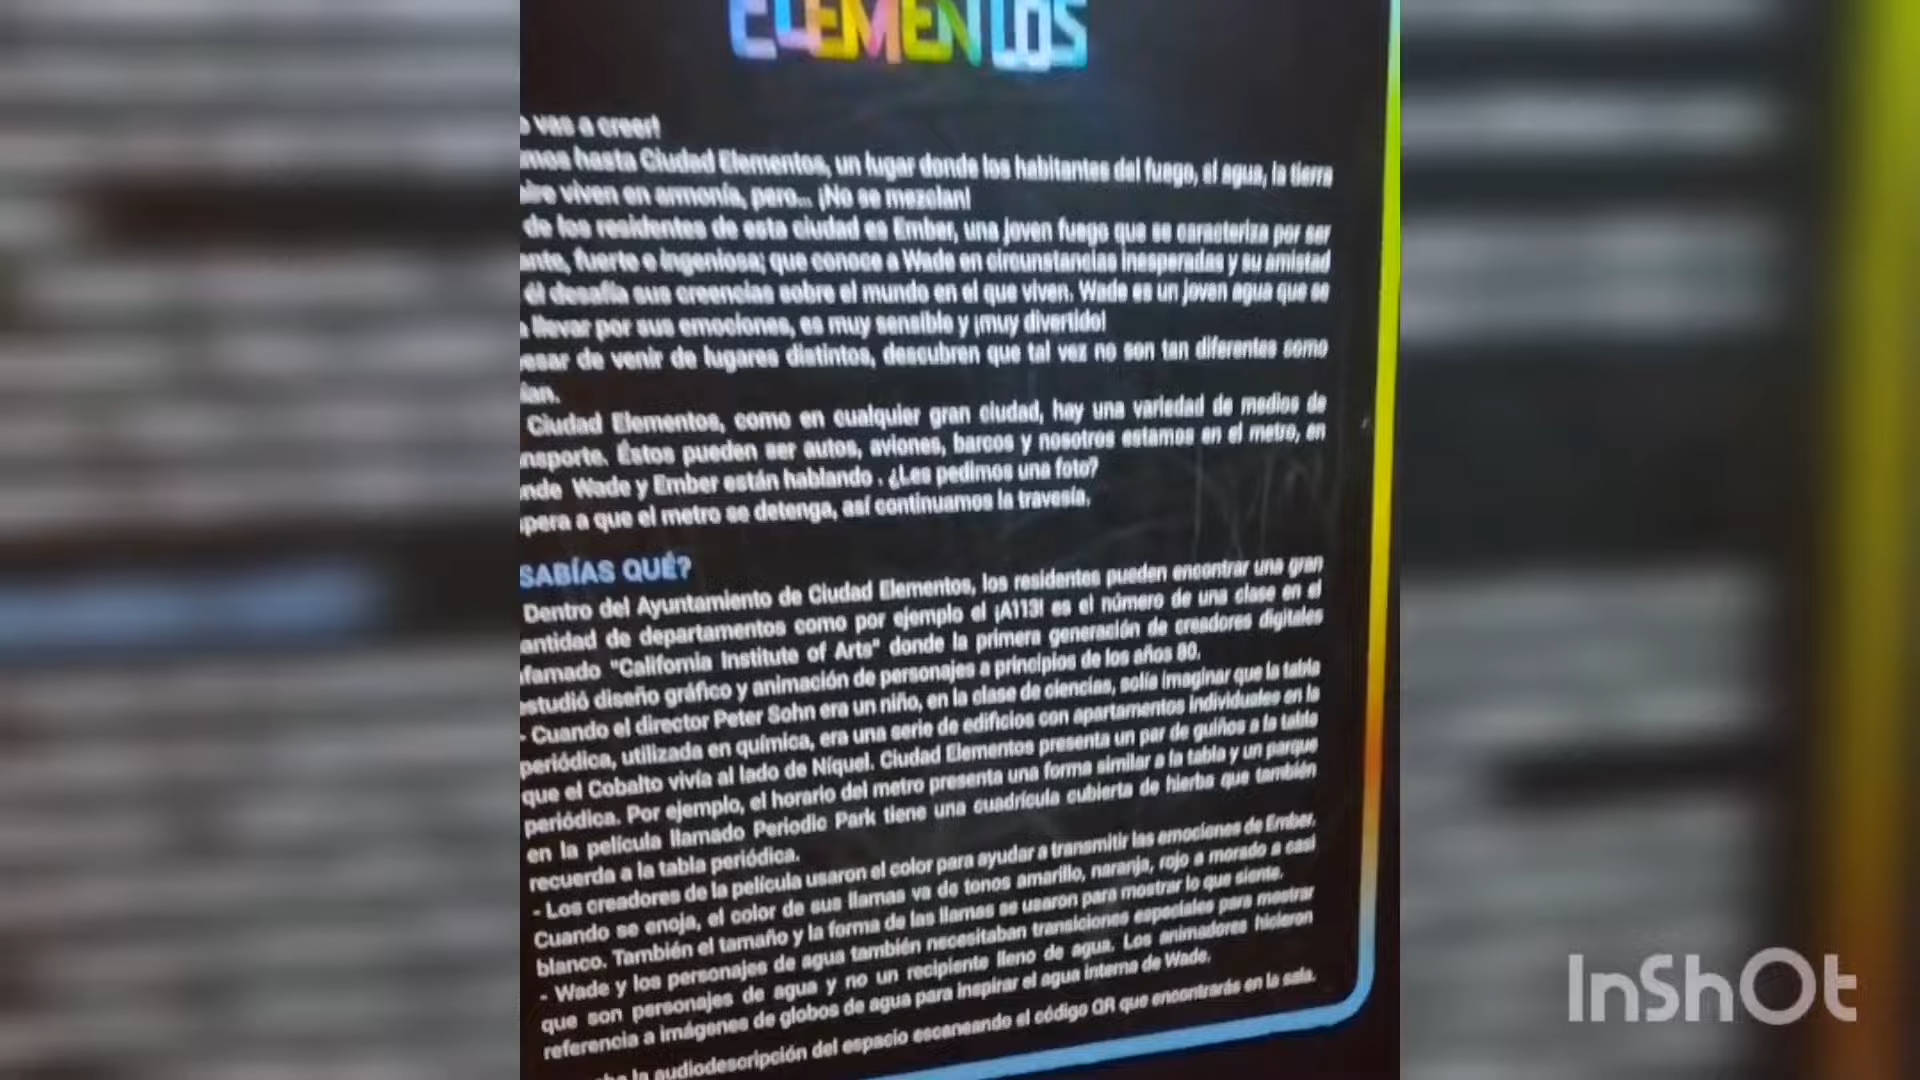 ELEMENTOS
vas a creer!
mos hasta Ciudad Elementos, un lugar donde los habitantes del fuego, el agua, la tierra
ire viven en armonía, pero... ¡No se mezclan!
de los residentes de esta ciudad es Ember, una joven fuego que se caracteriza por ser
ante, fuerte e ingeniosa; que conoce a Wade en circunstancias inesperadas y su amistad
él desafía sus creencias sobre el mundo en el que viven. Wade es un joven agua que se
llevar por sus emociones, es muy sensible y ¡muy divertido!
esar de venir de lugares distintos, descubren que tal vez no son tan diferentes como
ían.
Ciudad Elementos, como en cualquier gran ciudad, hay una variedad de medios de
nsporte. Éstos pueden ser autos, aviones, barcos y nosotros estamos en el metro, en
nde Wade y Ember están hablando . ¿Les pedimos una foto?
pera a que el metro se detenga, así continuamos la travesía.
SABÍAS QUÉ?
Dentro del Ayuntamiento de Ciudad Elementos, los residentes pueden encontrar una gran
antidad de departamentos como por ejemplo el ¡A113! es el número de una clase en el
famado "California Institute of Arts" donde la primera generación de creadores digitales
studió diseño gráfico y animación de personajes a principios de los años 80.
- Cuando el director Peter Sohn era un niño, en la clase de ciencias, solía imaginar que la tabla
periódica, utilizada en química, era una serie de edificios con apartamentos individuales en la
que el Cobalto vivía al lado de Níquel. Ciudad Elementos presenta un par de guiños a la tabla
periódica. Por ejemplo, el horario del metro presenta una forma similar a la tabla y un parque
en la película llamado Periodic Park tiene una cuadrícula cubierta de hierba que también
recuerda a la tabla periódica.
- Los creadores de la película usaron el color para ayudar a transmitir las emociones de Ember.
Cuando se enoja, el color de sus llamas va de tonos amarillo, naranja, rojo a morado a casi
blanco. También el tamaño y la forma de las llamas se usaron para mostrar lo que siente.
- Wade y los personajes de agua también necesitaban transiciones especiales para mostrar
que son personajes de agua y no un recipiente lleno de agua. Los animadores hicieron
referencia a imágenes de globos de agua para inspirar el agua interna de Wade.
la audiodescripción del espacio escaneando el código QR que encontrarás en la sala.
InShOt